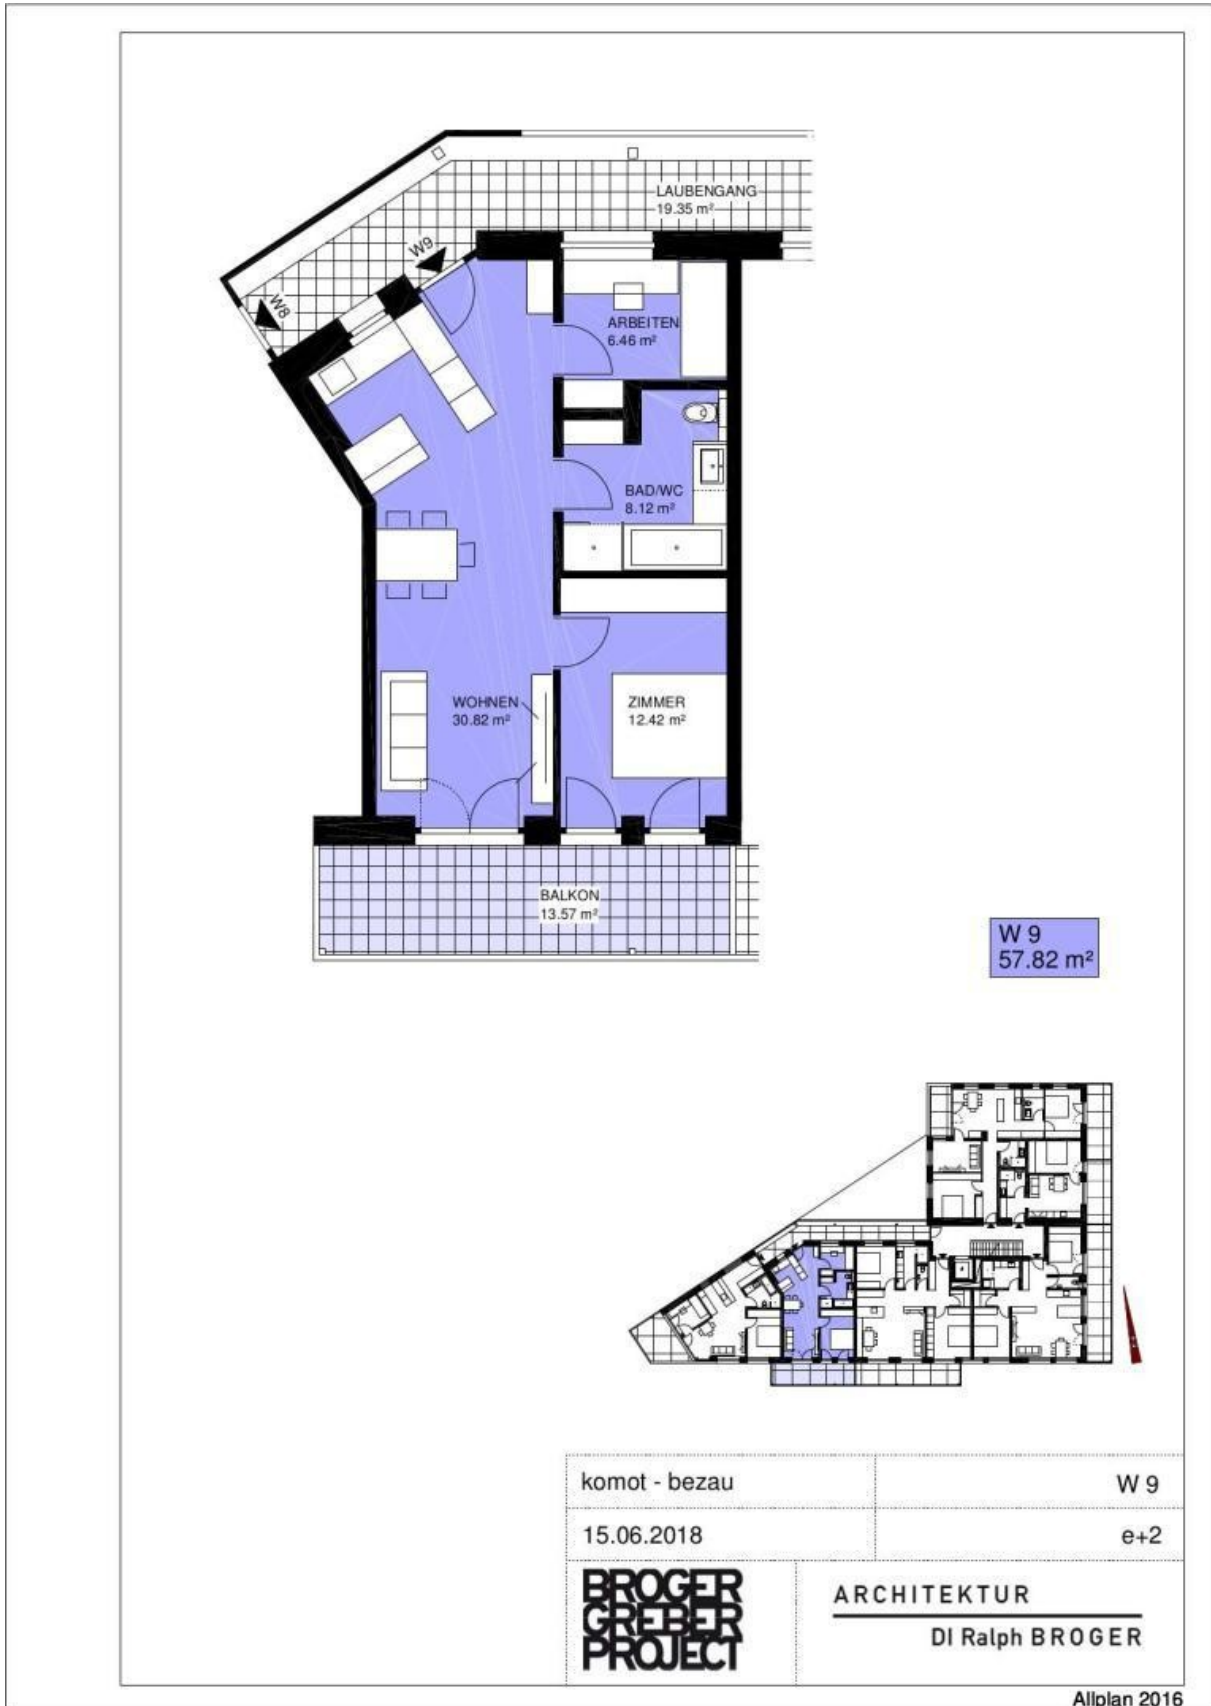 LAUBENGANG
19.35 m²
W9
W8
ARBEITEN
6.46 m²
BAD/WC
8.12 m²
WOHNEN
30.82 m²
ZIMMER
12.42 m²
BALKON
13.57 m²
W 9
57.82 m²
komot - bezau
W 9
15.06.2018
e+2
BROGER
GREBER
PROJECT
ARCHITEKTUR
DI Ralph BROGER
Allplan 2016